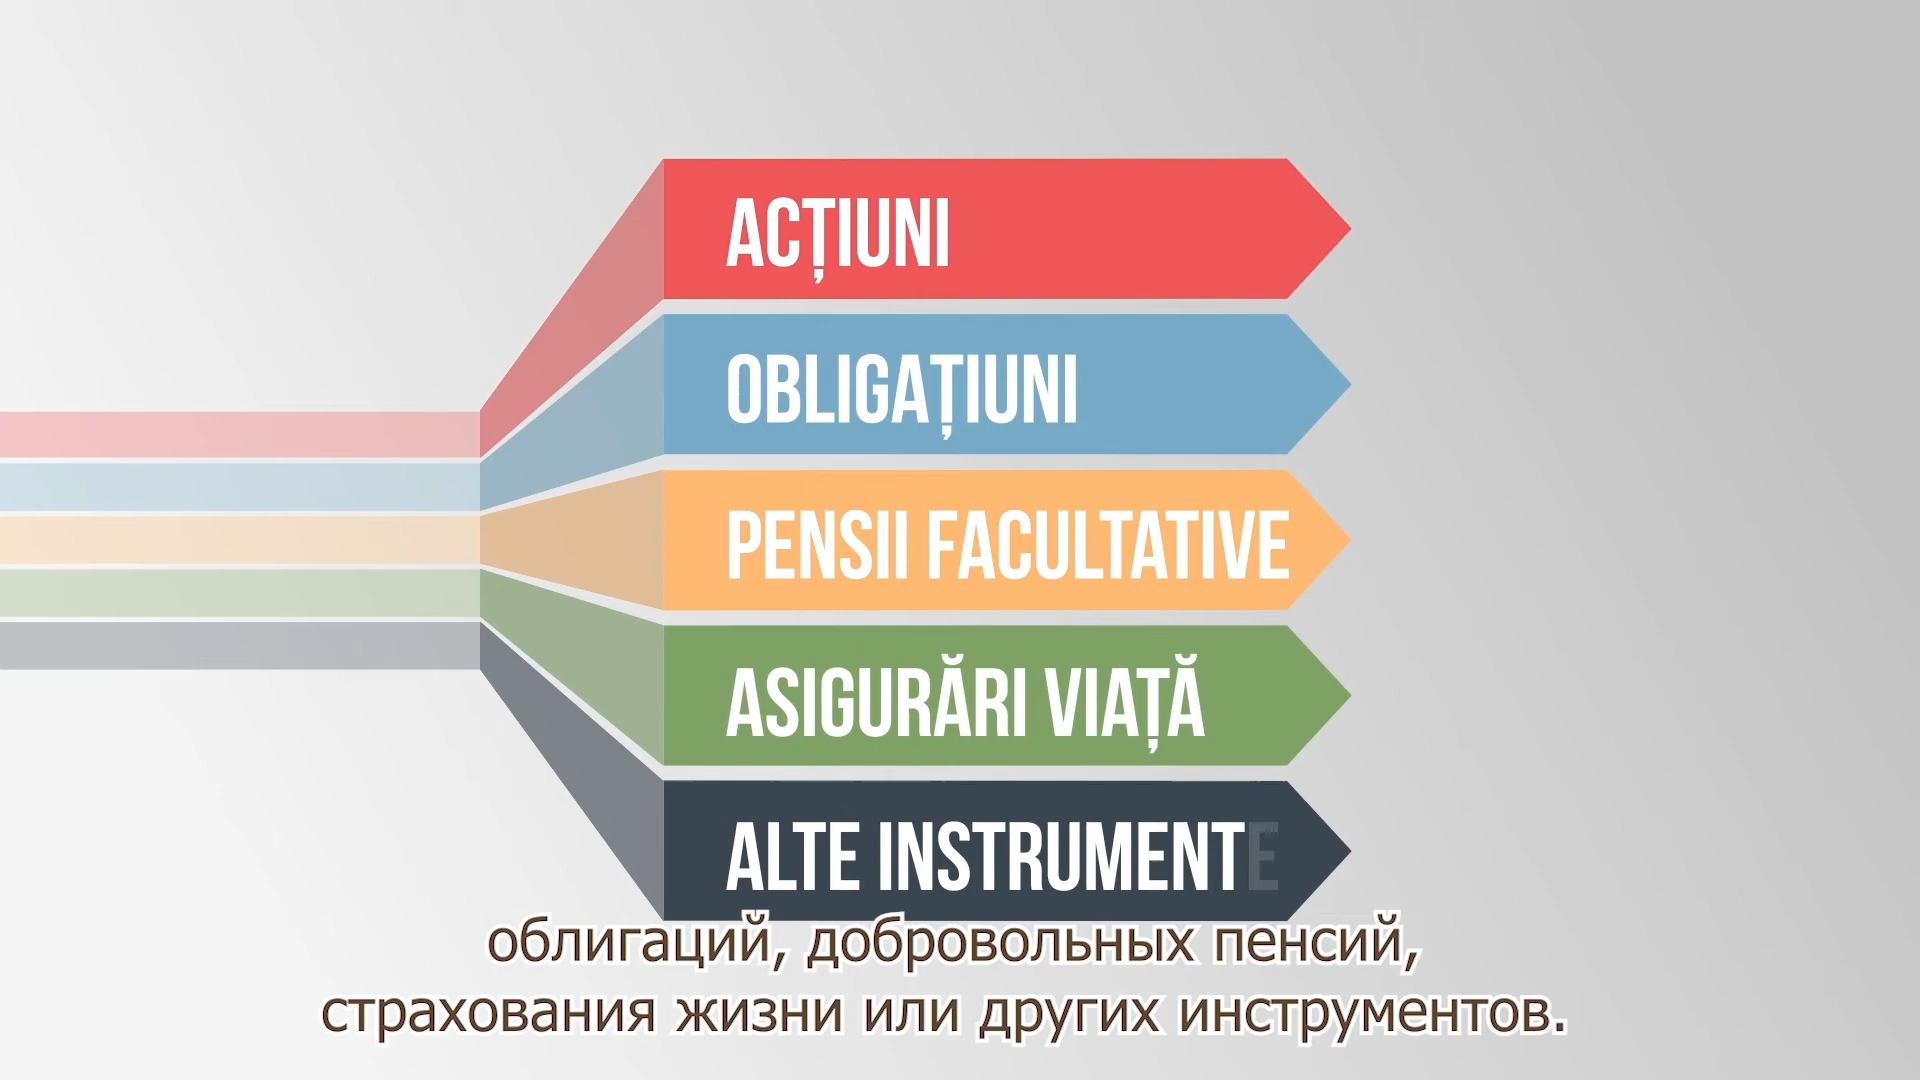 ACȚIUNI
OBLIGAȚIUNI
PENSII FACULTATIVE
ASIGURĂRI VIAȚĂ
ALTE INSTRUMENTE
облигаций, добровольных пенсий,
страхования жизни или других инструментов.